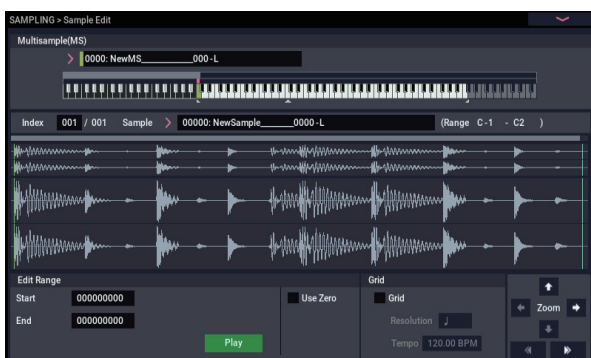 SAMPLING > Sample Edit
Multisample(MS)
0000: NewMS_________000-L
Index 001 / 001 Sample 00000: NewSample______0000-L (Range C-1 - C2 )
Edit Range Grid
Start 000000000 Use Zero Grid
Zoom
End 000000000 Resolution ♩
Play Tempo 120.00 BPM